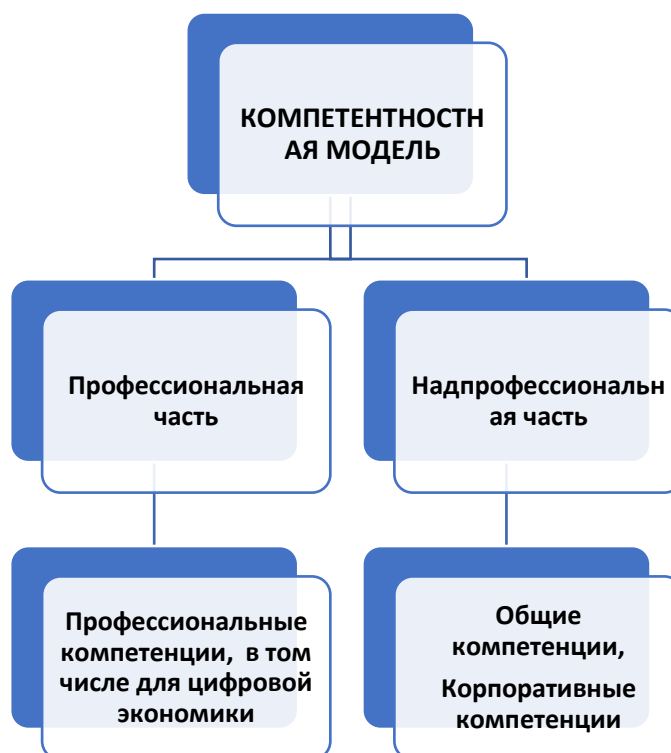 КОМПЕТЕНТНОСТН
АЯ МОДЕЛЬ
Профессиональная
часть
Надпрофессиональн
ая часть
Профессиональные
компетенции, в том
числе для цифровой
экономики
Общие
компетенции,
Корпоративные
компетенции